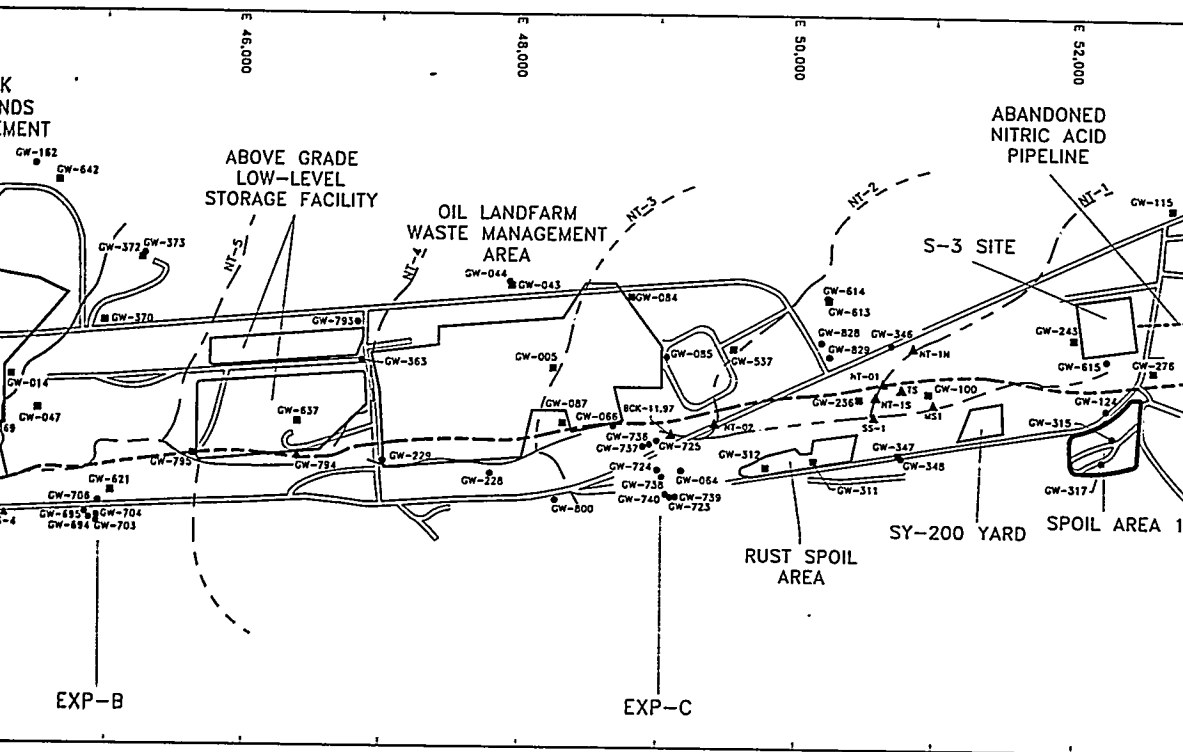 E 46,000
E 48,000
E 50,000
E 52,000
K
NDS
EMENT
GW-162
GW-642
ABOVE GRADE
LOW-LEVEL
STORAGE FACILITY
OIL LANDFARM
WASTE MANAGEMENT
AREA
ABANDONED
NITRIC ACID
PIPELINE
S-3 SITE
NT-5
NT-4
NT-3
NT-2
NT-1
GW-115
GW-372
GW-373
GW-044
GW-043
GW-084
GW-614
GW-613
GW-370
GW-793
GW-363
GW-005
GW-085
GW-537
GW-828
GW-829
GW-346
NT-1N
GW-243
GW-615
GW-276
GW-014
GW-047
69
GW-637
GW-087
GW-066
BCK-11.97
NT-02
NT-01
TS
GW-100
GW-236
NT-1S
MS1
SS-1
GW-124
GW-315
GW-317
GW-795
GW-794
GW-229
GW-228
GW-800
GW-736
GW-737
GW-725
GW-724
GW-738
GW-064
GW-740
GW-739
GW-723
GW-312
GW-311
GW-347
GW-348
GW-621
GW-706
GW-695
GW-704
GW-694
GW-703
S-4
RUST SPOIL
AREA
SY-200 YARD
SPOIL AREA 1
EXP-B
EXP-C